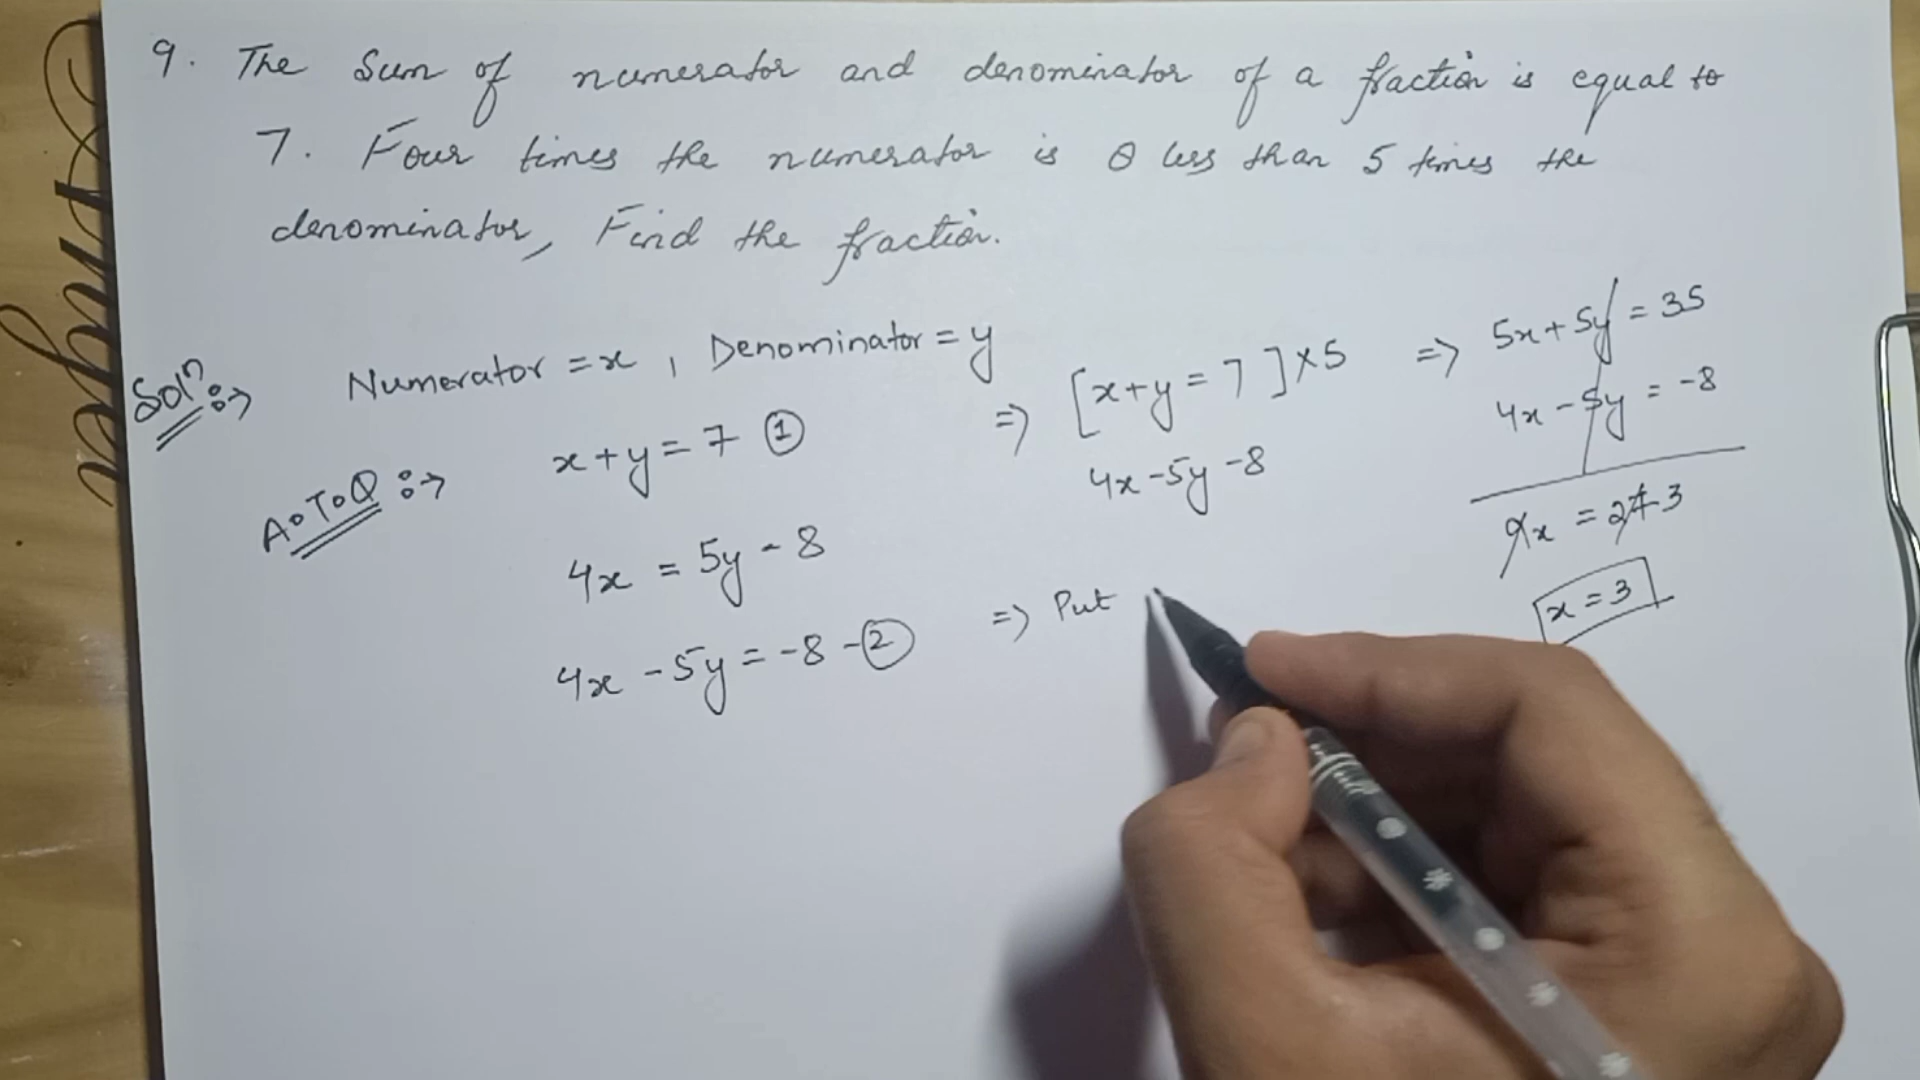 9. The Sum of numerator and denominator of a fraction is equal to
7. Four times the numerator is 8 less than 5 times the
denominator, Find the fraction.
Solⁿ :→ Numerator = x , Denominator = y
A.T.Q :→ x + y = 7 ①
4x = 5y - 8
4x - 5y = -8 - ②
=> [x + y = 7] × 5
4x - 5y - 8
=> 5x + 5y = 35
4x - 5y = -8
9x = 27 3
x = 3
=> Put